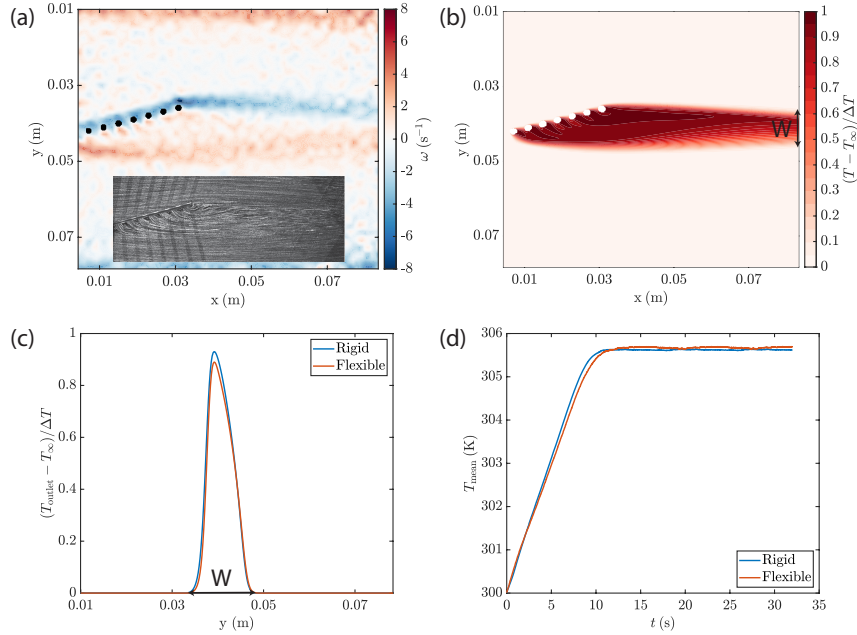 (a)
0.01
0.03
0.05
0.07
y (m)
0.01 0.03 0.05 0.07
x (m)
8
6
4
2
0
-2
-4
-6
-8
ω (s⁻¹)
(b)
0.01
0.03
0.05
0.07
y (m)
0.01 0.03 0.05 0.07
x (m)
W
1
0.9
0.8
0.7
0.6
0.5
0.4
0.3
0.2
0.1
0
(T − T∞)/ΔT
(c)
1
0.8
0.6
0.4
0.2
0
(T_outlet − T∞)/ΔT
Rigid
Flexible
W
0.01 0.03 0.05 0.07
y (m)
(d)
306
305
304
303
302
301
300
T_mean (K)
Rigid
Flexible
0 5 10 15 20 25 30 35
t (s)